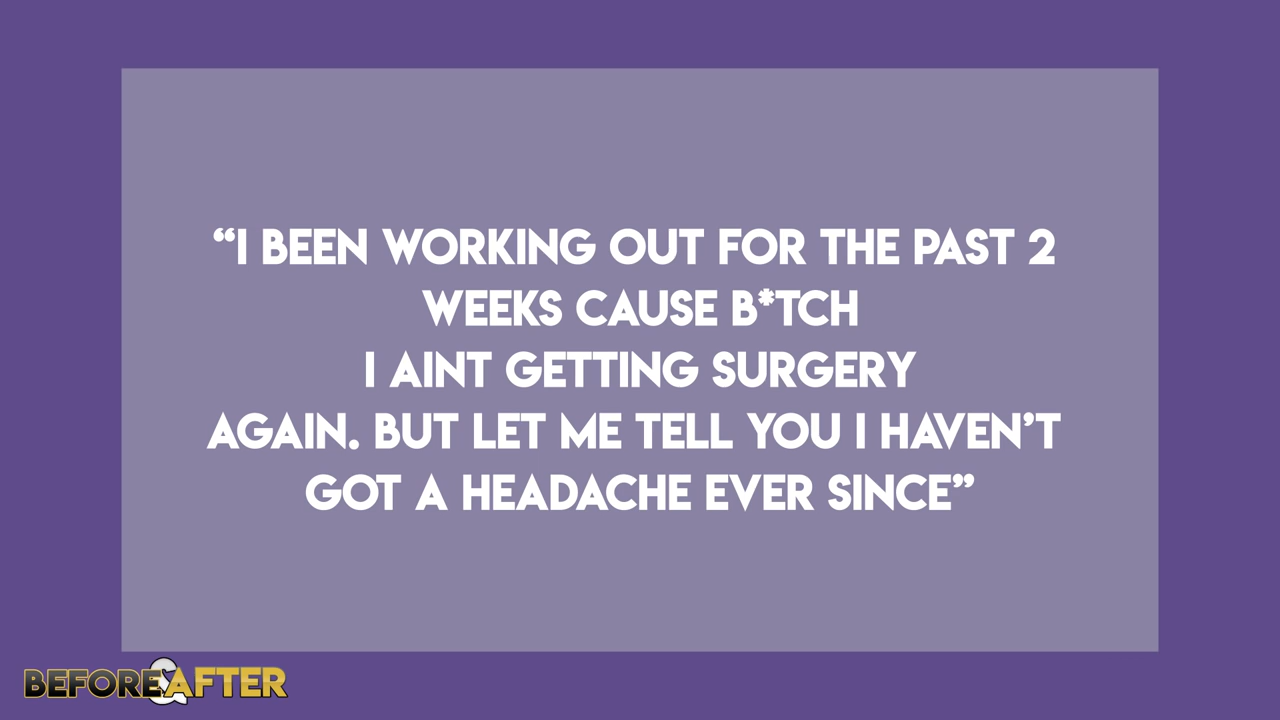 “I BEEN WORKING OUT FOR THE PAST 2
WEEKS CAUSE B*TCH
I AINT GETTING SURGERY
AGAIN. BUT LET ME TELL YOU I HAVEN’T
GOT A HEADACHE EVER SINCE”
BEFORE&AFTER